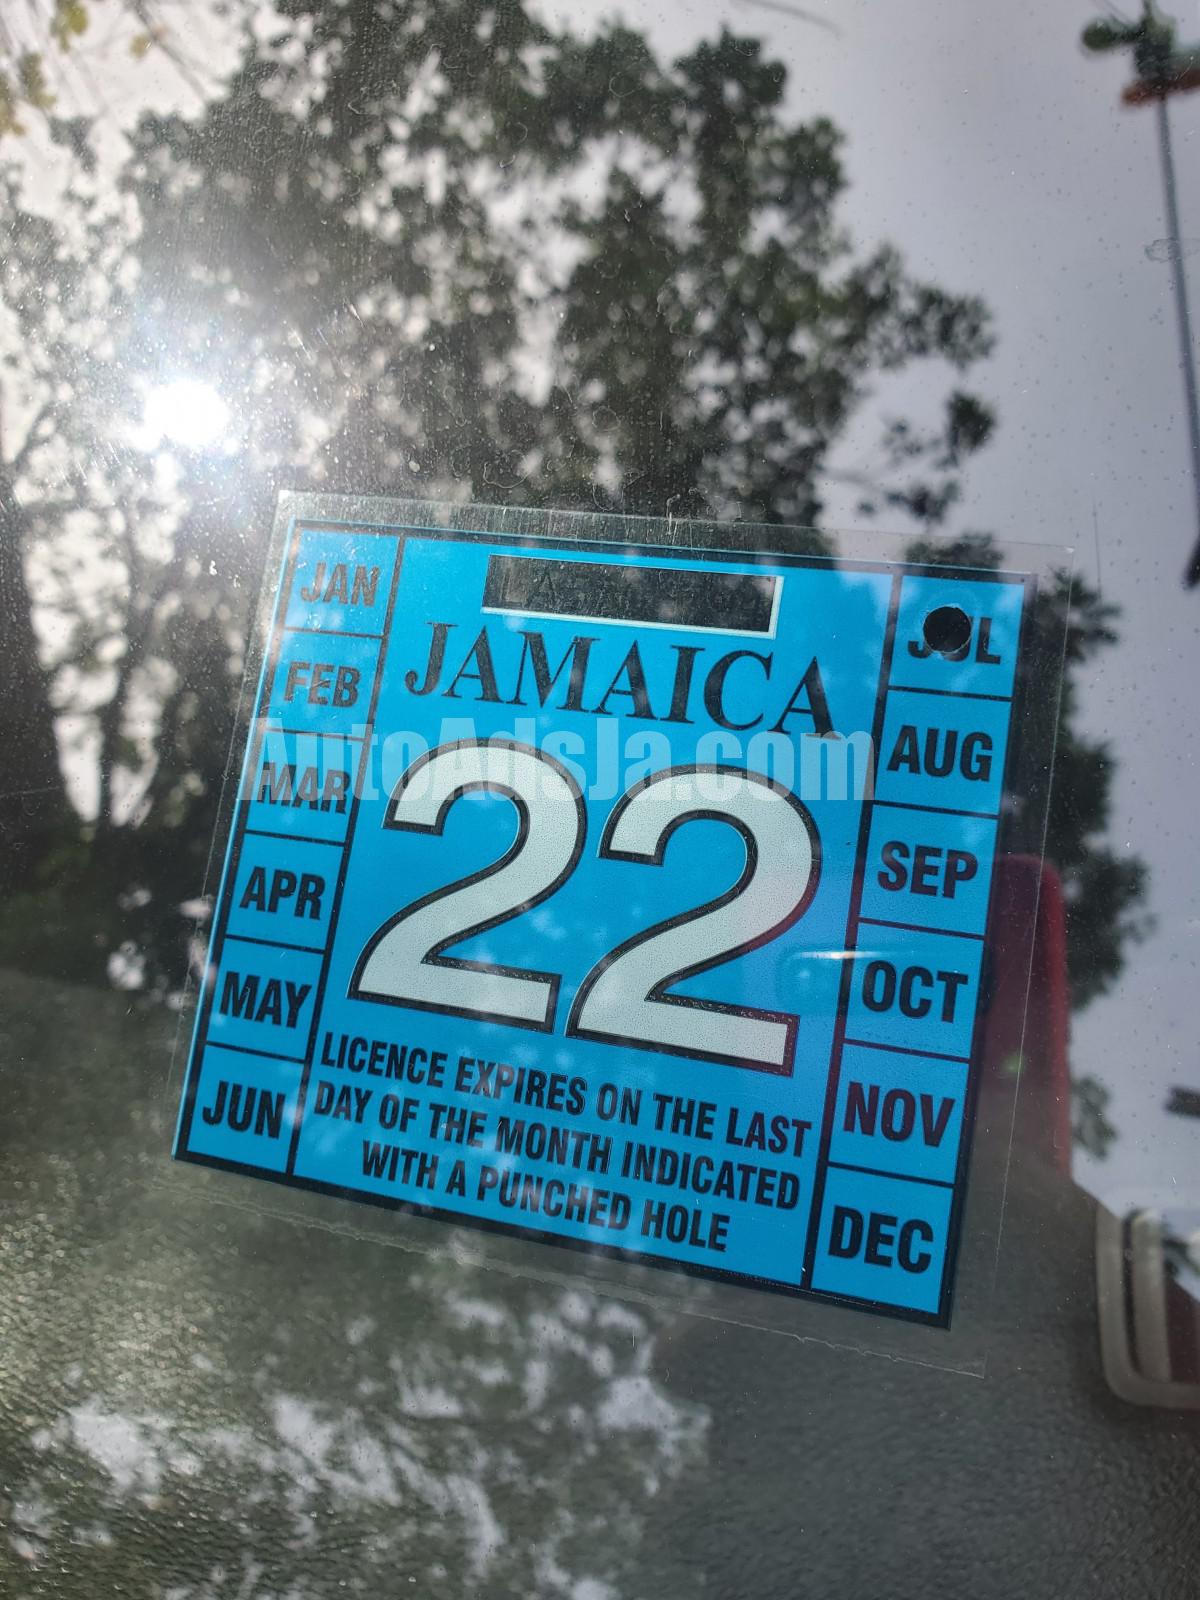 JAN
FEB
MAR
APR
MAY
JUN
JAMAICA
22
LICENCE EXPIRES ON THE LAST
DAY OF THE MONTH INDICATED
WITH A PUNCHED HOLE
JUL
AUG
SEP
OCT
NOV
DEC
AutoAdsJa.com